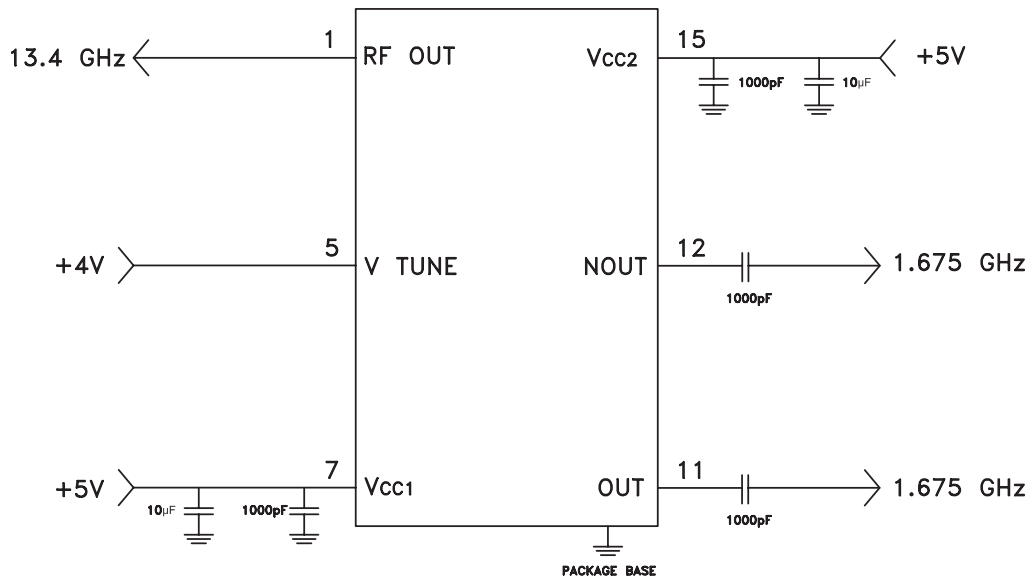 1
15
13.4 GHz
RF OUT
VCC2
+5V
1000pF
10µF
5
12
+4V
V TUNE
NOUT
1.675 GHz
1000pF
7
11
+5V
VCC1
OUT
1.675 GHz
10µF
1000pF
1000pF
PACKAGE BASE